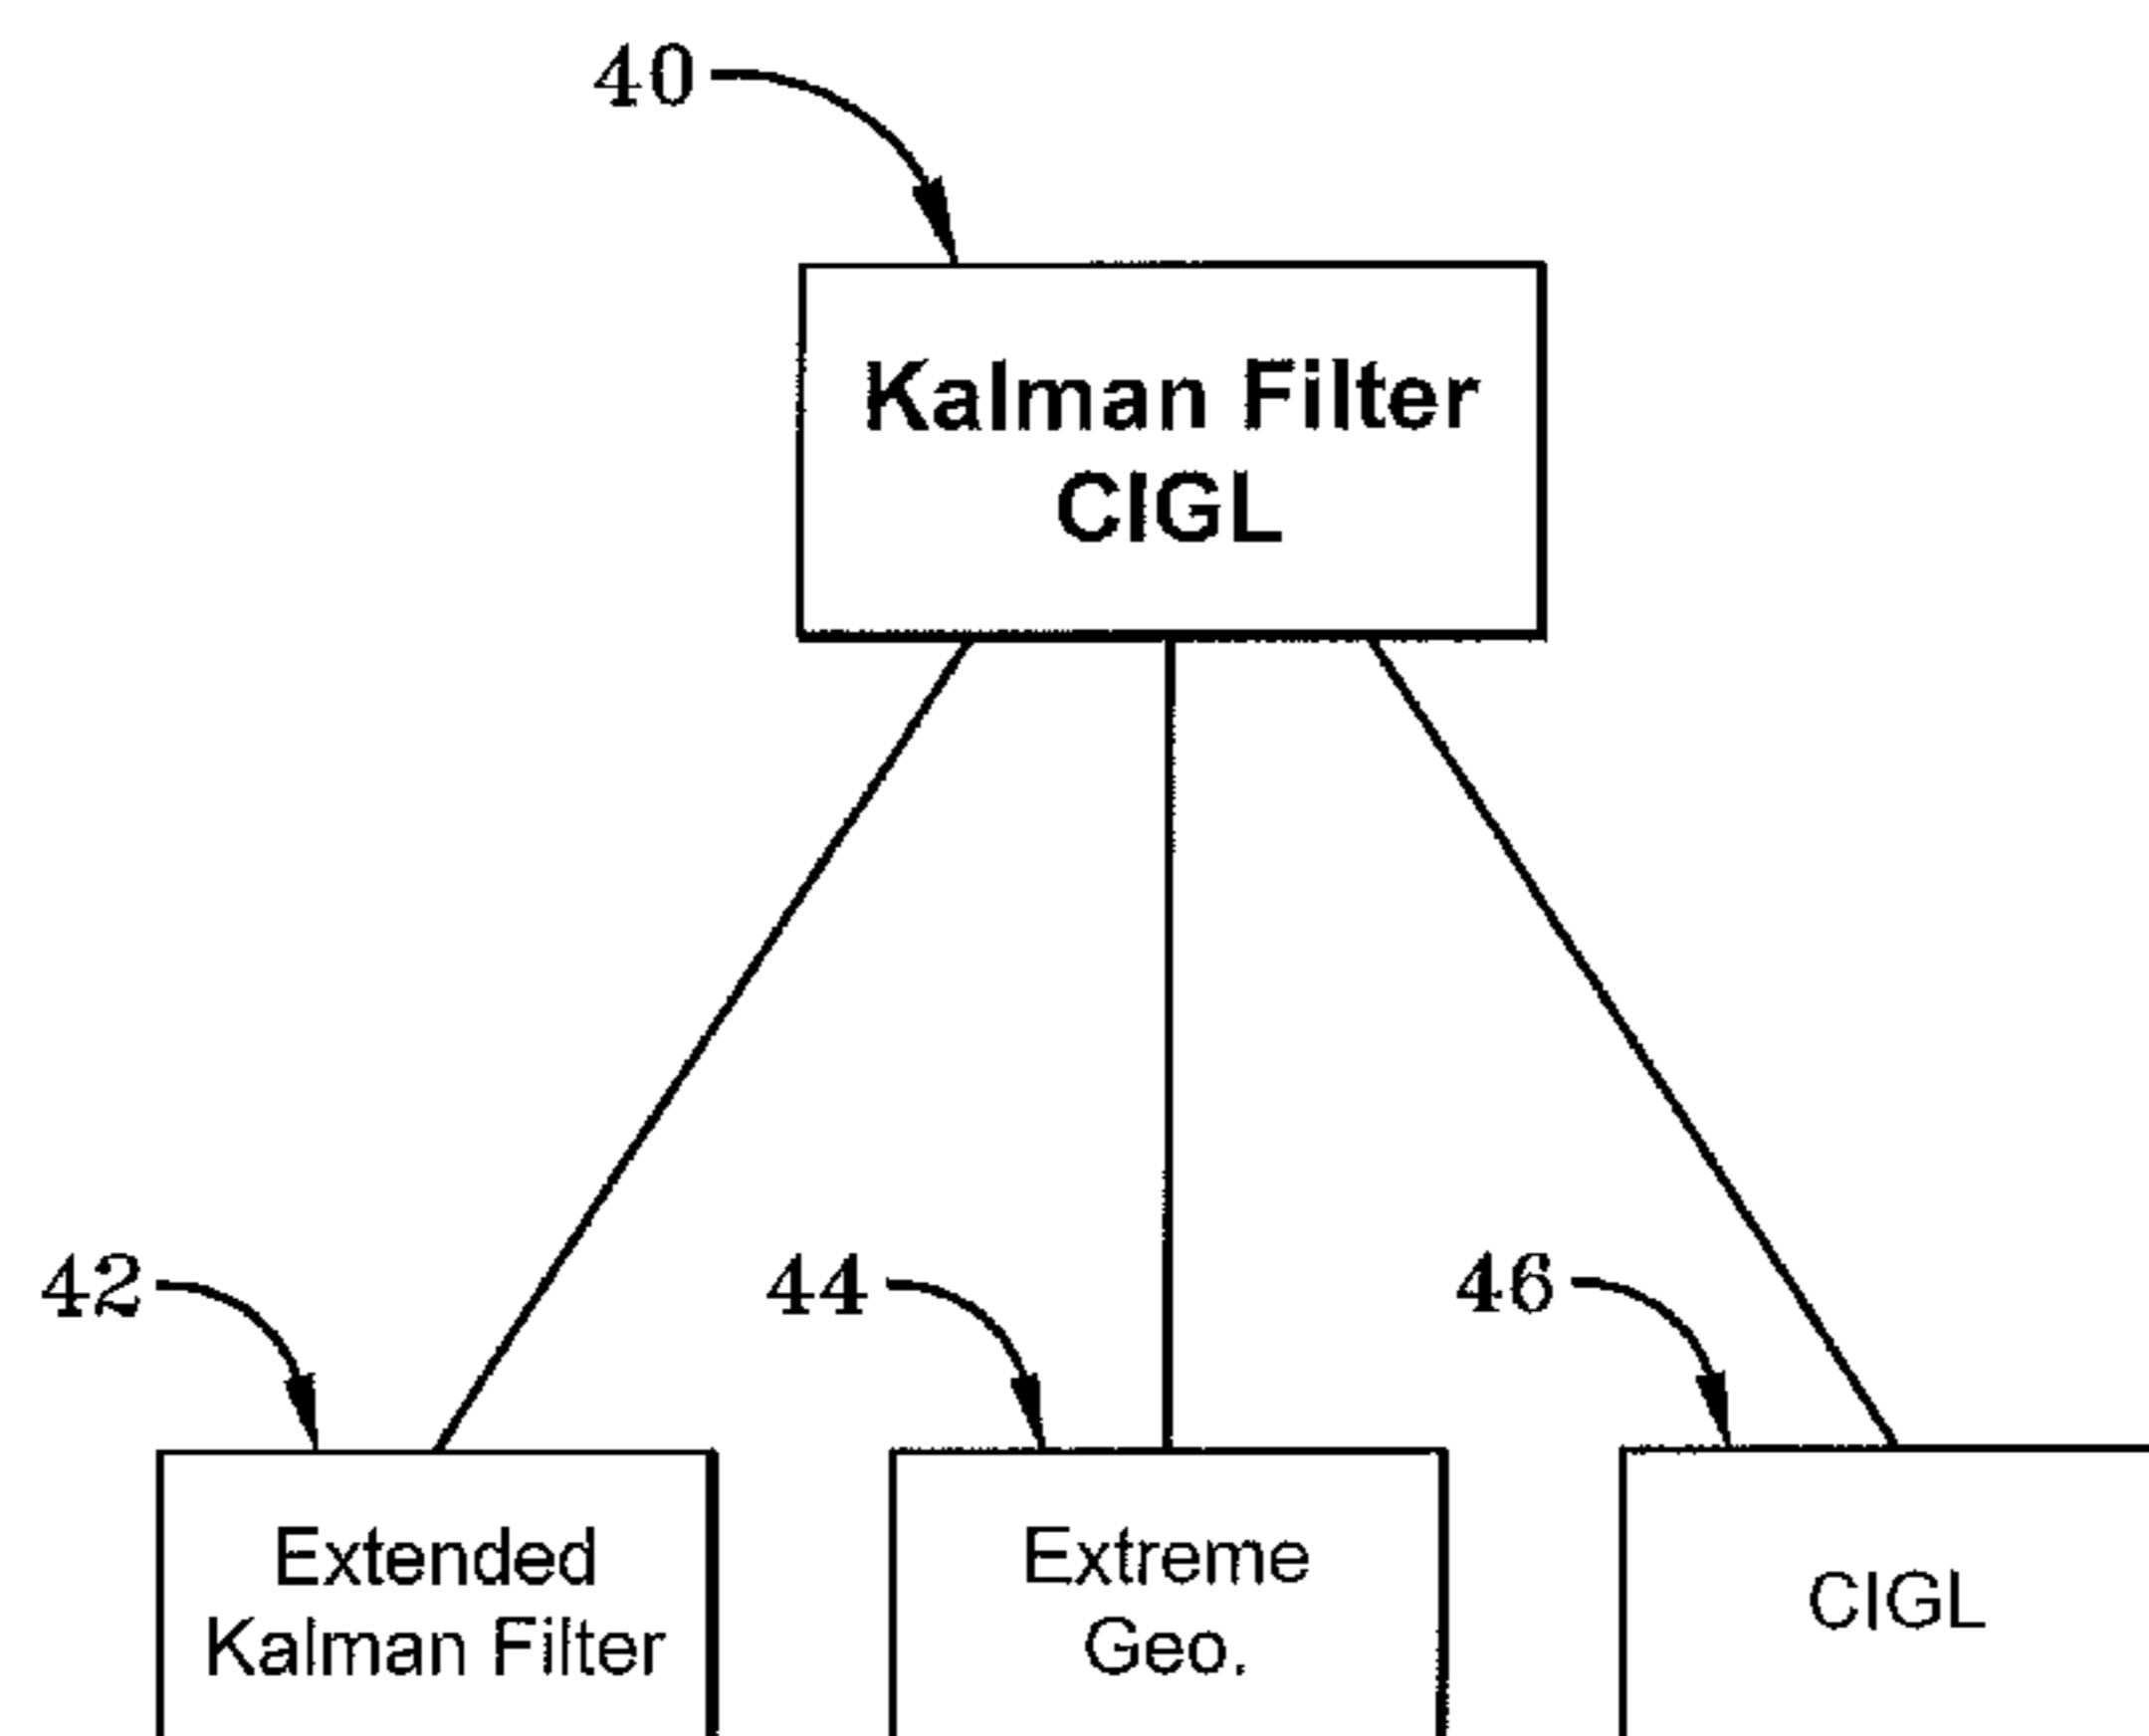 40
Kalman Filter
CIGL
42
44
46
Extended
Kalman Filter
Extreme
Geo.
CIGL